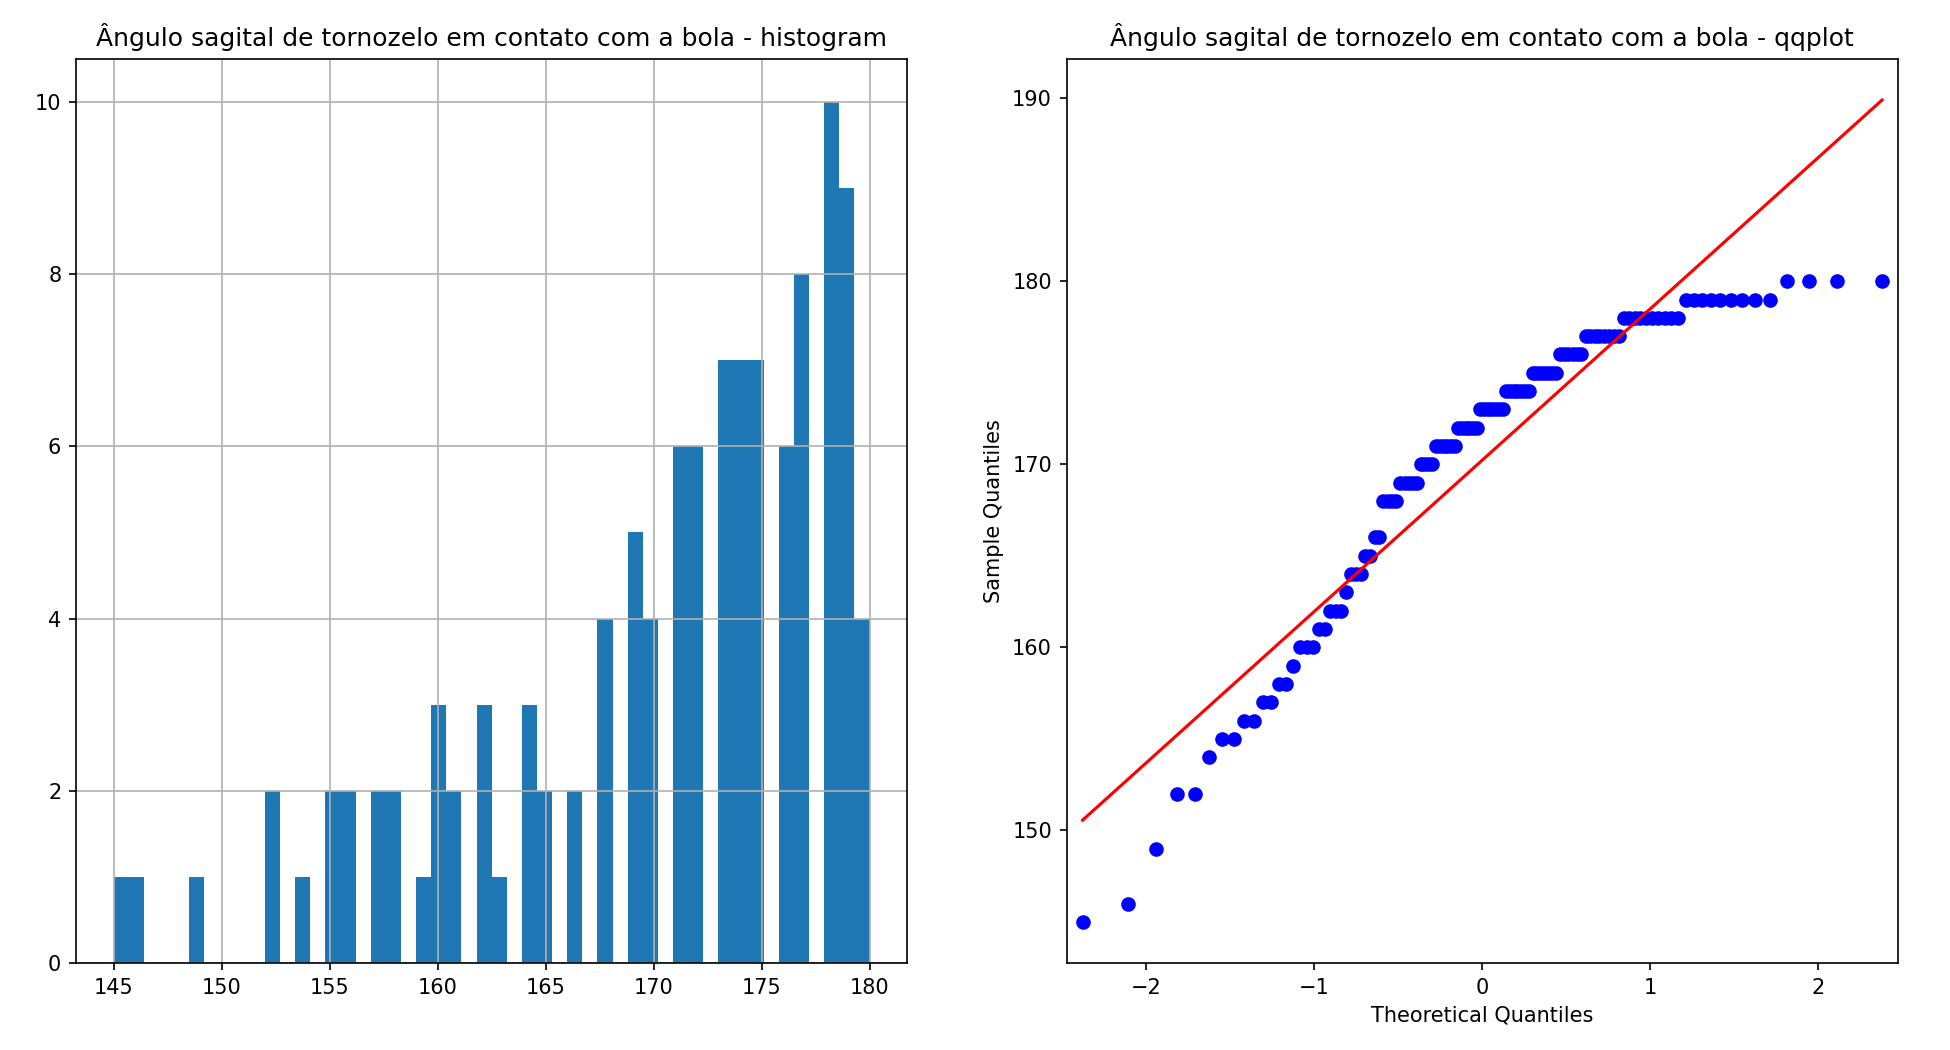 Ângulo sagital de tornozelo em contato com a bola - histogram
10
8
6
4
2
0
145 150 155 160 165 170 175 180
Ângulo sagital de tornozelo em contato com a bola - qqplot
190
180
170
160
150
Sample Quantiles
−2 −1 0 1 2
Theoretical Quantiles